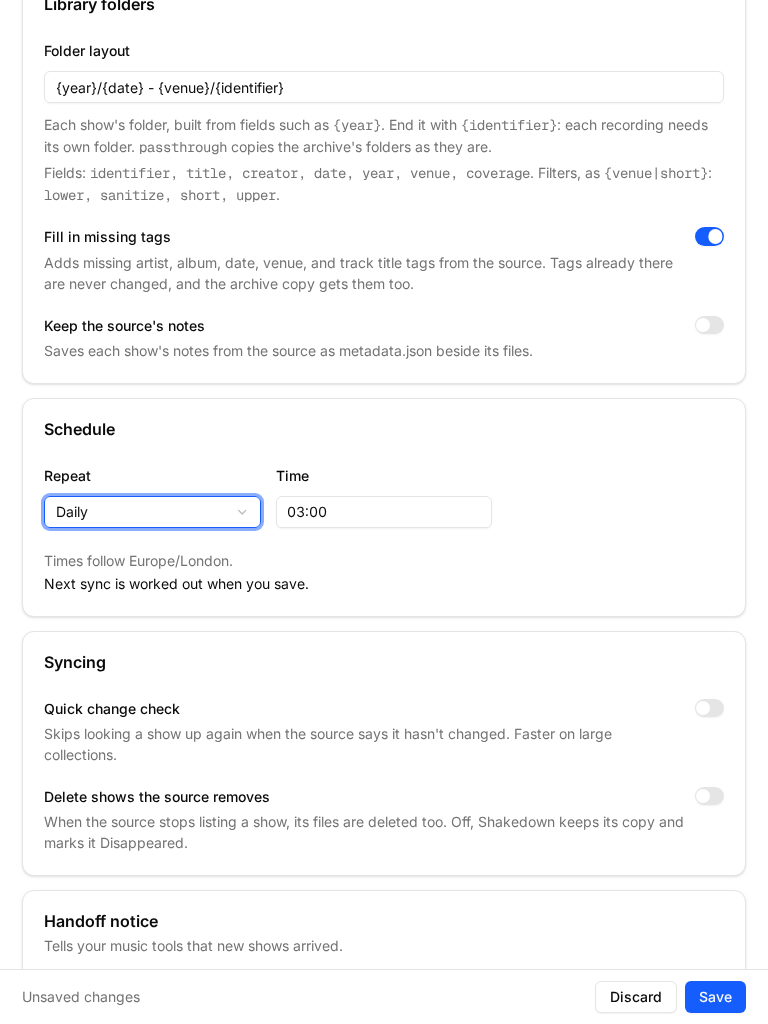 Library folders
Folder layout
{year}/{date} - {venue}/{identifier}
Each show's folder, built from fields such as {year}. End it with {identifier}: each recording needs
its own folder. passthrough copies the archive's folders as they are.
Fields: identifier, title, creator, date, year, venue, coverage. Filters, as {venue|short}:
lower, sanitize, short, upper.
Fill in missing tags
Adds missing artist, album, date, venue, and track title tags from the source. Tags already there
are never changed, and the archive copy gets them too.
Keep the source's notes
Saves each show's notes from the source as metadata.json beside its files.
Schedule
Repeat
Time
Daily
03:00
Times follow Europe/London.
Next sync is worked out when you save.
Syncing
Quick change check
Skips looking a show up again when the source says it hasn't changed. Faster on large
collections.
Delete shows the source removes
When the source stops listing a show, its files are deleted too. Off, Shakedown keeps its copy and
marks it Disappeared.
Handoff notice
Tells your music tools that new shows arrived.
Unsaved changes
Discard
Save